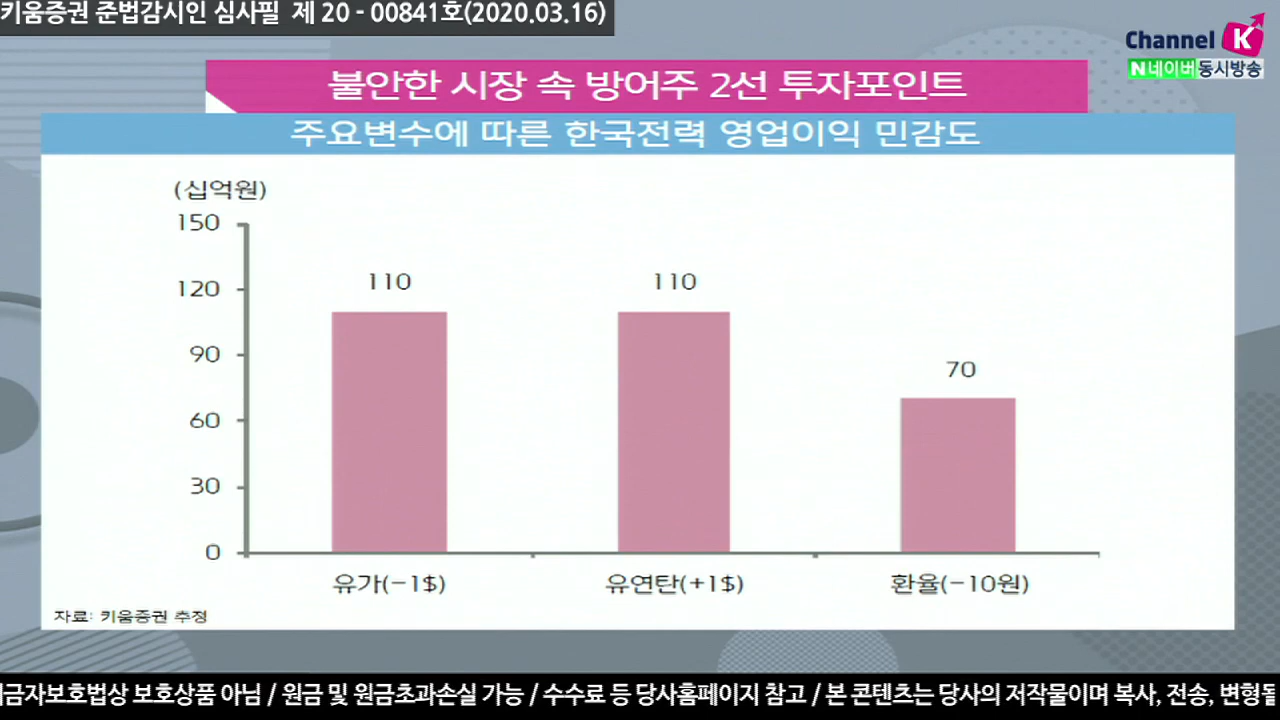 키움증권 준법감시인 심사필 제 20 - 00841호(2020.03.16)
Channel K
N 네이버 동시방송
불안한 시장 속 방어주 2선 투자포인트
주요변수에 따른 한국전력 영업이익 민감도
(십억원)
150
120
90
60
30
0
110
110
70
유가(-1$)
유연탄(+1$)
환율(-10원)
자료: 키움증권 추정
금자보호법상 보호상품 아님 / 원금 및 원금초과손실 가능 / 수수료 등 당사홈페이지 참고 / 본 콘텐츠는 당사의 저작물이며 복사, 전송, 변형될